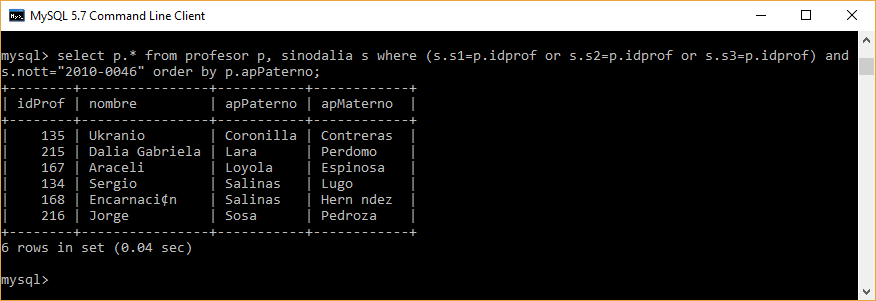 MySQL 5.7 Command Line Client
mysql> select p.* from profesor p, sinodalia s where (s.s1=p.idprof or s.s2=p.idprof or s.s3=p.idprof) and
s.nott="2010-0046" order by p.apPaterno;
+--------+----------------+-----------+------------+
| idProf | nombre         | apPaterno | apMaterno  |
+--------+----------------+-----------+------------+
|    135 | Ukranio        | Coronilla | Contreras  |
|    215 | Dalia Gabriela | Lara      | Perdomo    |
|    167 | Araceli        | Loyola    | Espinosa   |
|    134 | Sergio         | Salinas   | Lugo       |
|    168 | Encarnaci¢n    | Salinas   | Hern ndez  |
|    216 | Jorge          | Sosa      | Pedroza    |
+--------+----------------+-----------+------------+
6 rows in set (0.04 sec)
mysql>